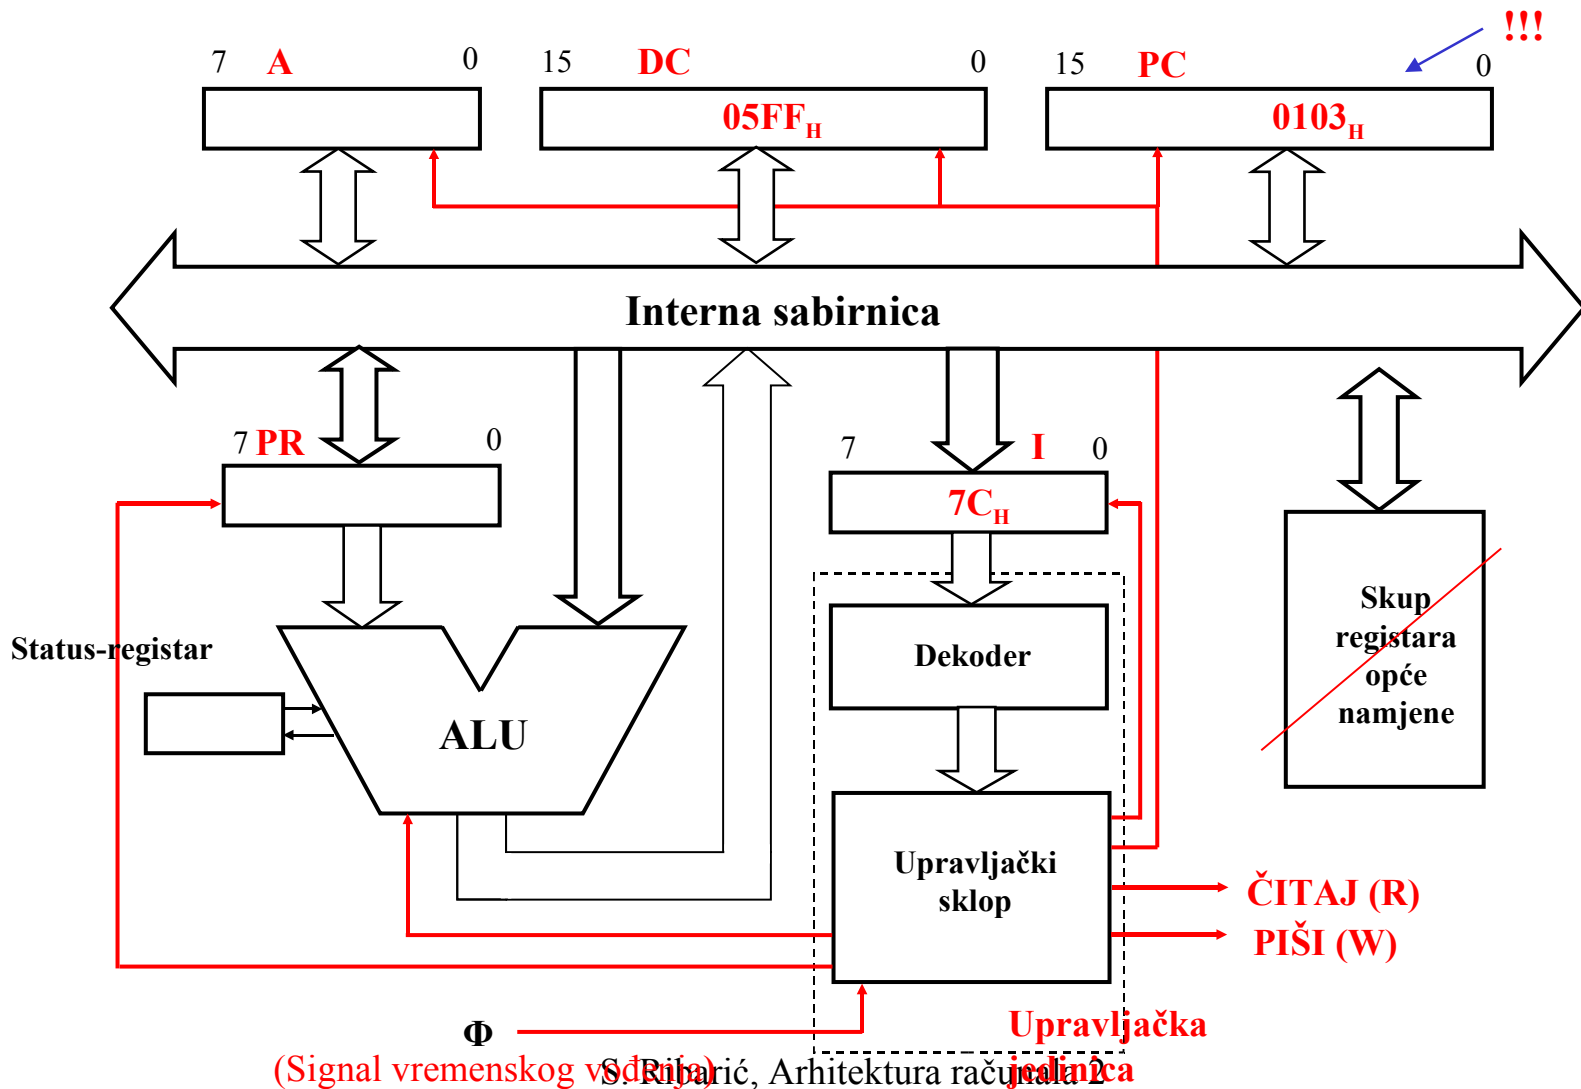 !!!
7 A 0
15 DC 0
15 PC 0
05FFH
0103H
Interna sabirnica
7 PR 0
7 I 0
7CH
Status-registar
ALU
Dekoder
Skup
registara
opće
namjene
Upravljački
sklop
ČITAJ (R)
PIŠI (W)
Φ
(Signal vremenskog vođenja)
Upravljačka
jedinica
S. Ribarić, Arhitektura računala 2